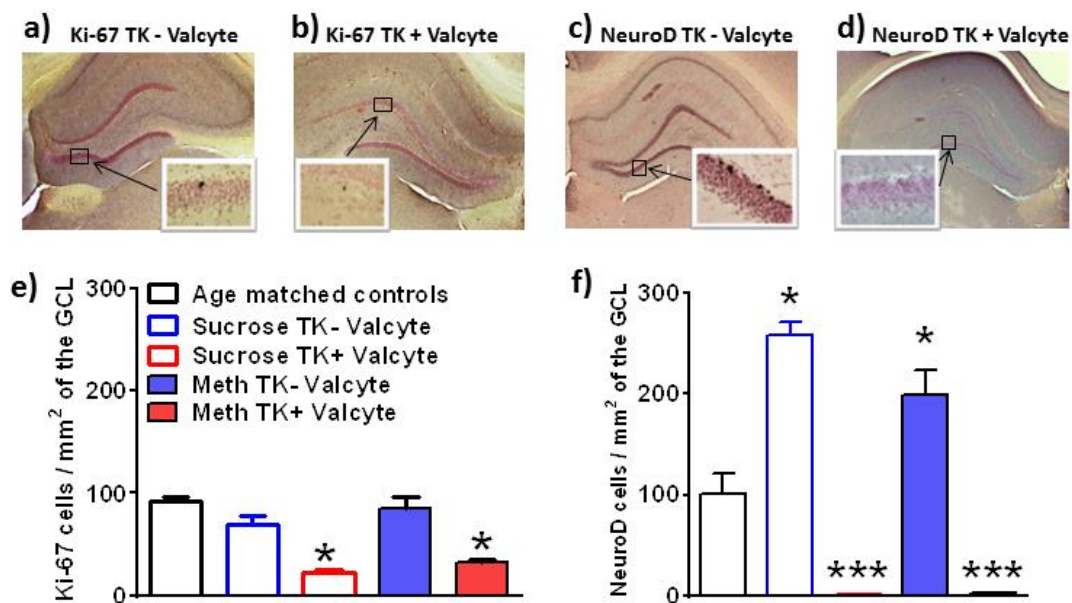 a) Ki-67 TK - Valcyte
b) Ki-67 TK + Valcyte
c) NeuroD TK - Valcyte
d) NeuroD TK + Valcyte
e)
Ki-67 cells / mm² of the GCL
300
200
100
0
Age matched controls
Sucrose TK- Valcyte
Sucrose TK+ Valcyte
Meth TK- Valcyte
Meth TK+ Valcyte
*
*
f)
NeuroD cells / mm² of the GCL
300
200
100
0
*
***
*
***